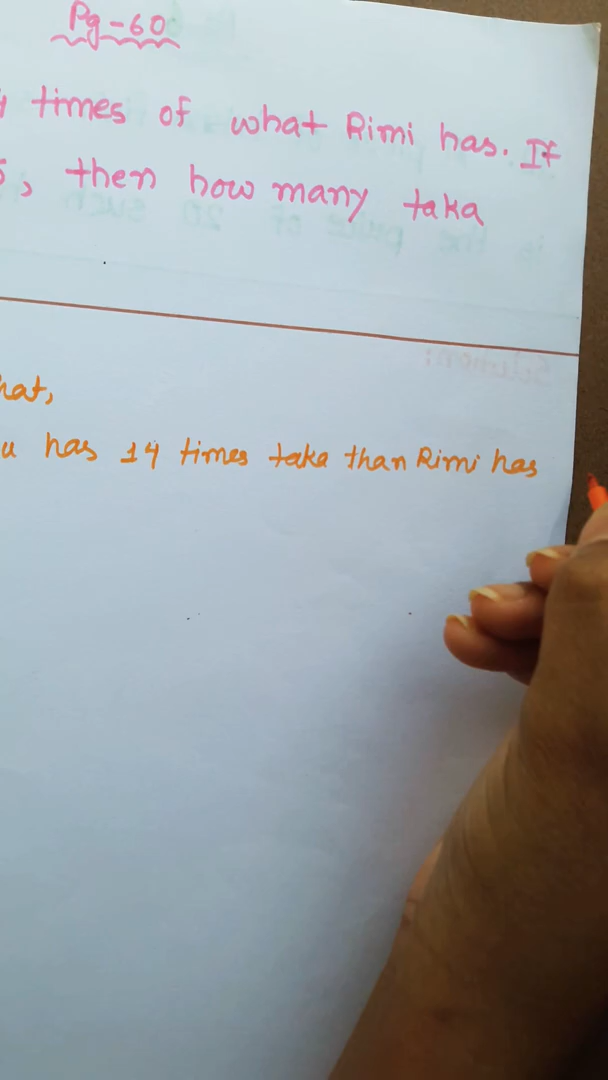 Pg-60
times of what Rimi has. If
5, then how many taka
hat,
u has 14 times taka than Rimi has